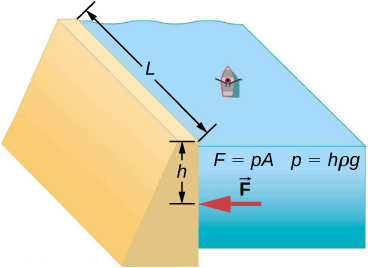 L
h
F = pA p = hρg
F⃗